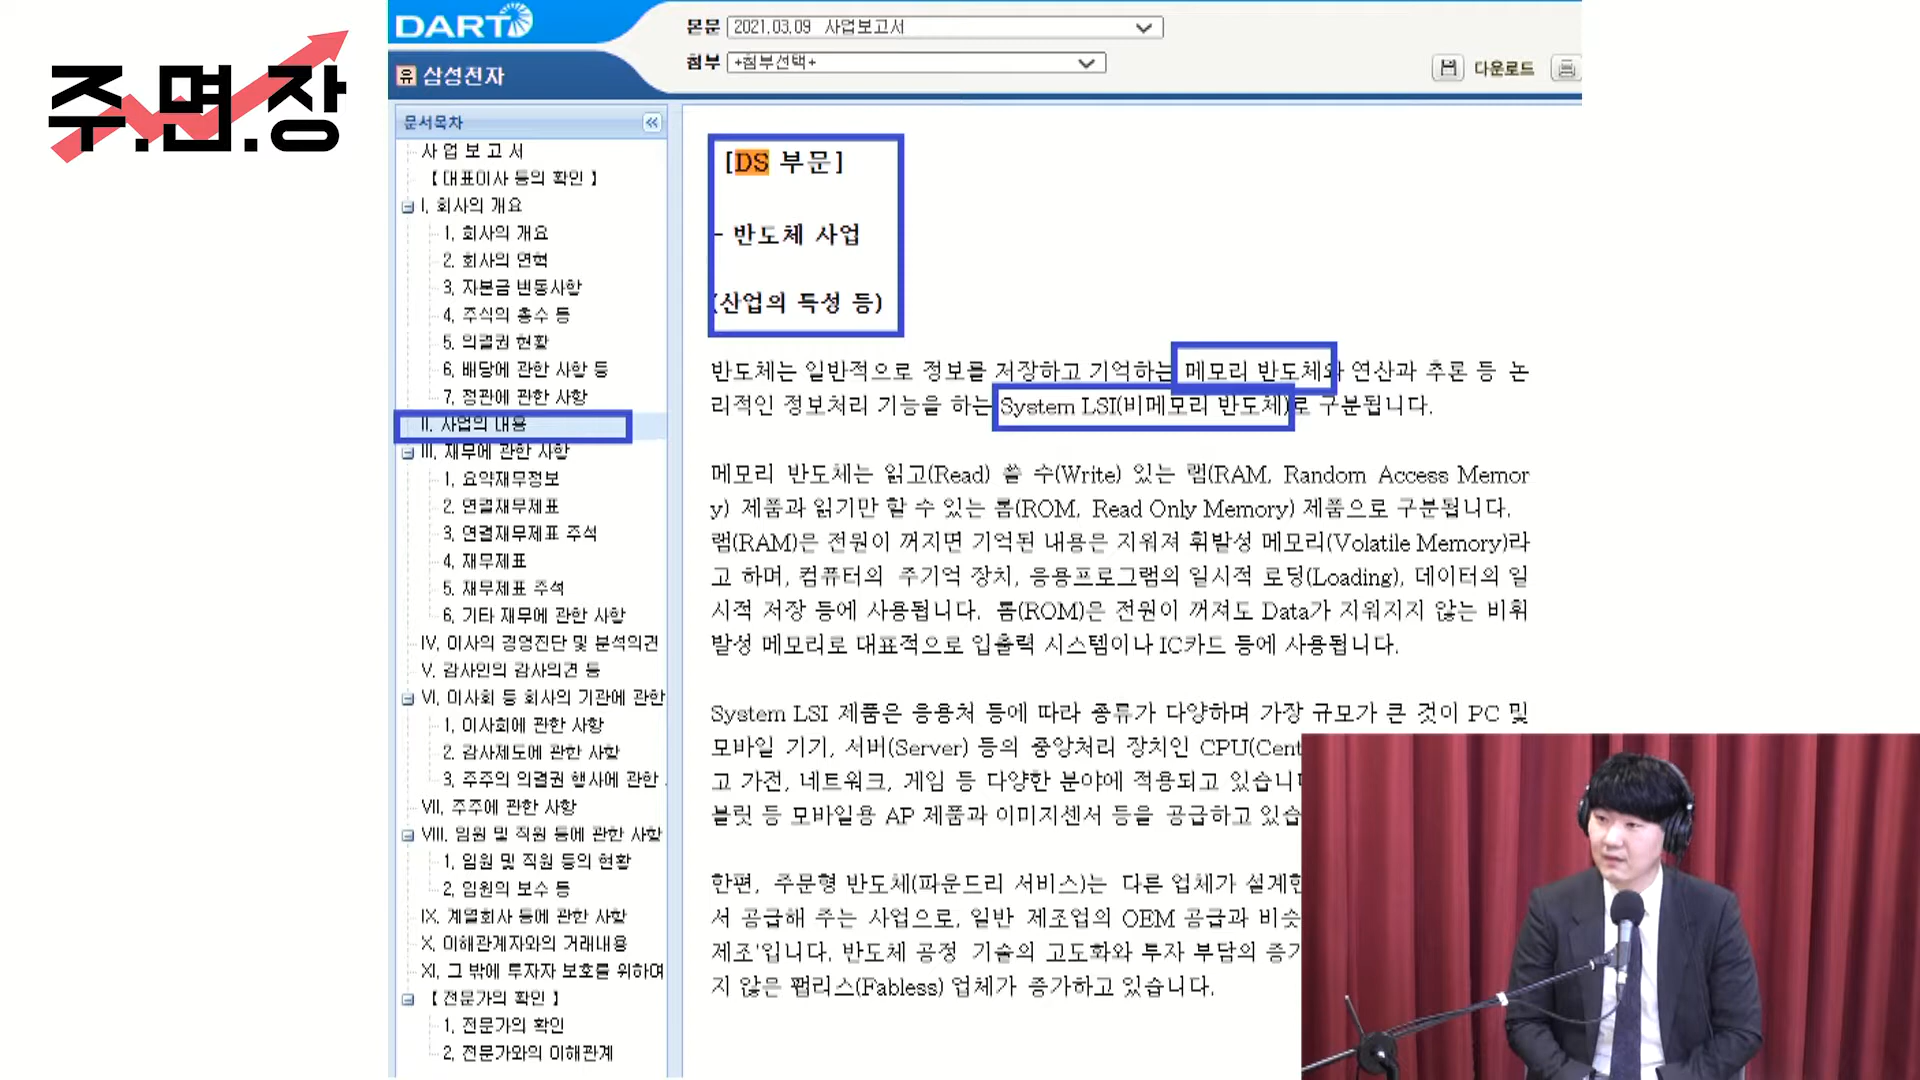 주.면.장
DART
본문 2021.03.09 사업보고서
첨부 +첨부선택+
유 삼성전자
다운로드
문서목차
사 업 보 고 서
【 대표이사 등의 확인 】
I. 회사의 개요
1. 회사의 개요
2. 회사의 연혁
3. 자본금 변동사항
4. 주식의 총수 등
5. 의결권 현황
6. 배당에 관한 사항 등
7. 정관에 관한 사항
II. 사업의 내용
III. 재무에 관한 사항
1. 요약재무정보
2. 연결재무제표
3. 연결재무제표 주석
4. 재무제표
5. 재무제표 주석
6. 기타 재무에 관한 사항
IV. 이사의 경영진단 및 분석의견
V. 감사인의 감사의견 등
VI. 이사회 등 회사의 기관에 관한
1. 이사회에 관한 사항
2. 감사제도에 관한 사항
3. 주주의 의결권 행사에 관한
VII. 주주에 관한 사항
VIII. 임원 및 직원 등에 관한 사항
1. 임원 및 직원 등의 현황
2. 임원의 보수 등
IX. 계열회사 등에 관한 사항
X. 이해관계자와의 거래내용
XI. 그 밖에 투자자 보호를 위하여
【 전문가의 확인 】
1. 전문가의 확인
2. 전문가와의 이해관계
[DS 부문]
- 반도체 사업
(산업의 특성 등)
반도체는 일반적으로 정보를 저장하고 기억하는 메모리 반도체와 연산과 추론 등 논
리적인 정보처리 기능을 하는 System LSI(비메모리 반도체)로 구분됩니다.
메모리 반도체는 읽고(Read) 쓸 수(Write) 있는 램(RAM, Random Access Memor
y) 제품과 읽기만 할 수 있는 롬(ROM, Read Only Memory) 제품으로 구분됩니다.
램(RAM)은 전원이 꺼지면 기억된 내용은 지워져 휘발성 메모리(Volatile Memory)라
고 하며, 컴퓨터의 주기억 장치, 응용프로그램의 일시적 로딩(Loading), 데이터의 일
시적 저장 등에 사용됩니다. 롬(ROM)은 전원이 꺼져도 Data가 지워지지 않는 비휘
발성 메모리로 대표적으로 입출력 시스템이나 IC카드 등에 사용됩니다.
System LSI 제품은 응용처 등에 따라 종류가 다양하며 가장 규모가 큰 것이 PC 및
모바일 기기, 서버(Server) 등의 중앙처리 장치인 CPU(Cent
고 가전, 네트워크, 게임 등 다양한 분야에 적용되고 있습니
블릿 등 모바일용 AP 제품과 이미지센서 등을 공급하고 있습
한편, 주문형 반도체(파운드리 서비스)는 다른 업체가 설계한
서 공급해 주는 사업으로, 일반 제조업의 OEM 공급과 비슷
제조'입니다. 반도체 공정 기술의 고도화와 투자 부담의 증가
지 않은 팹리스(Fabless) 업체가 증가하고 있습니다.